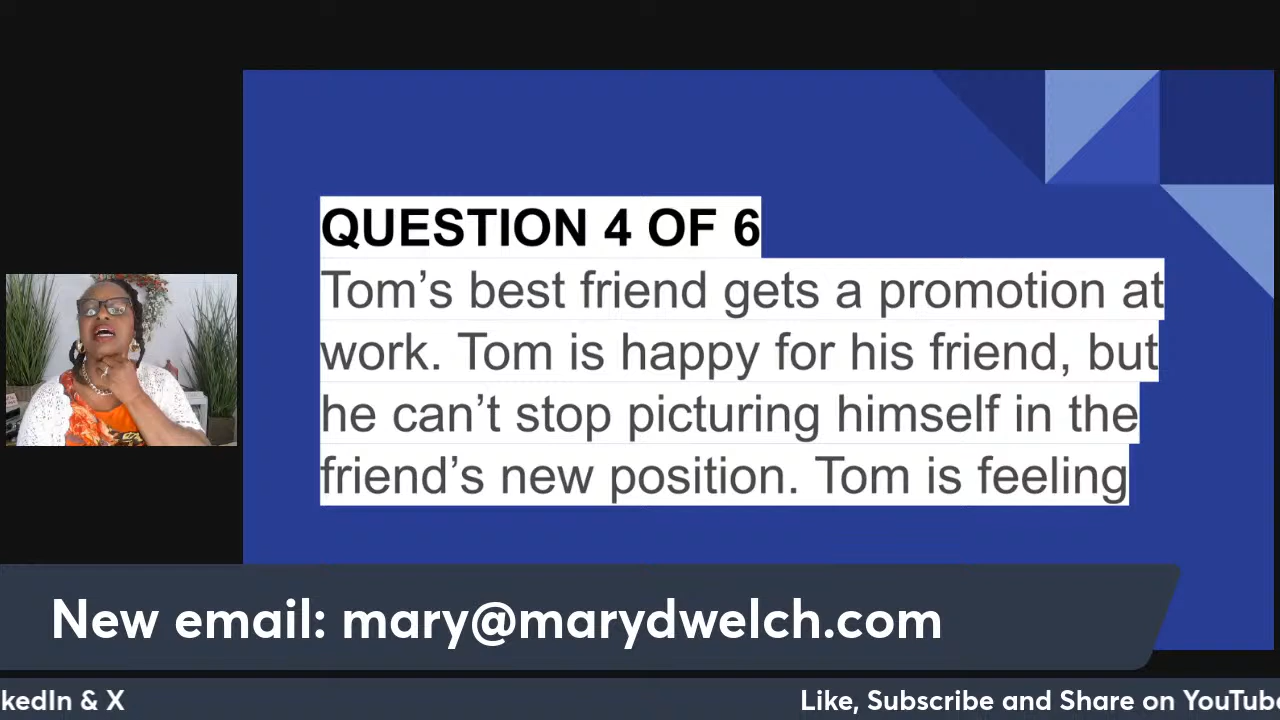 QUESTION 4 OF 6
Tom’s best friend gets a promotion at
work. Tom is happy for his friend, but
he can’t stop picturing himself in the
friend’s new position. Tom is feeling
New email: mary@marydwelch.com
kedIn & X
Like, Subscribe and Share on YouTube